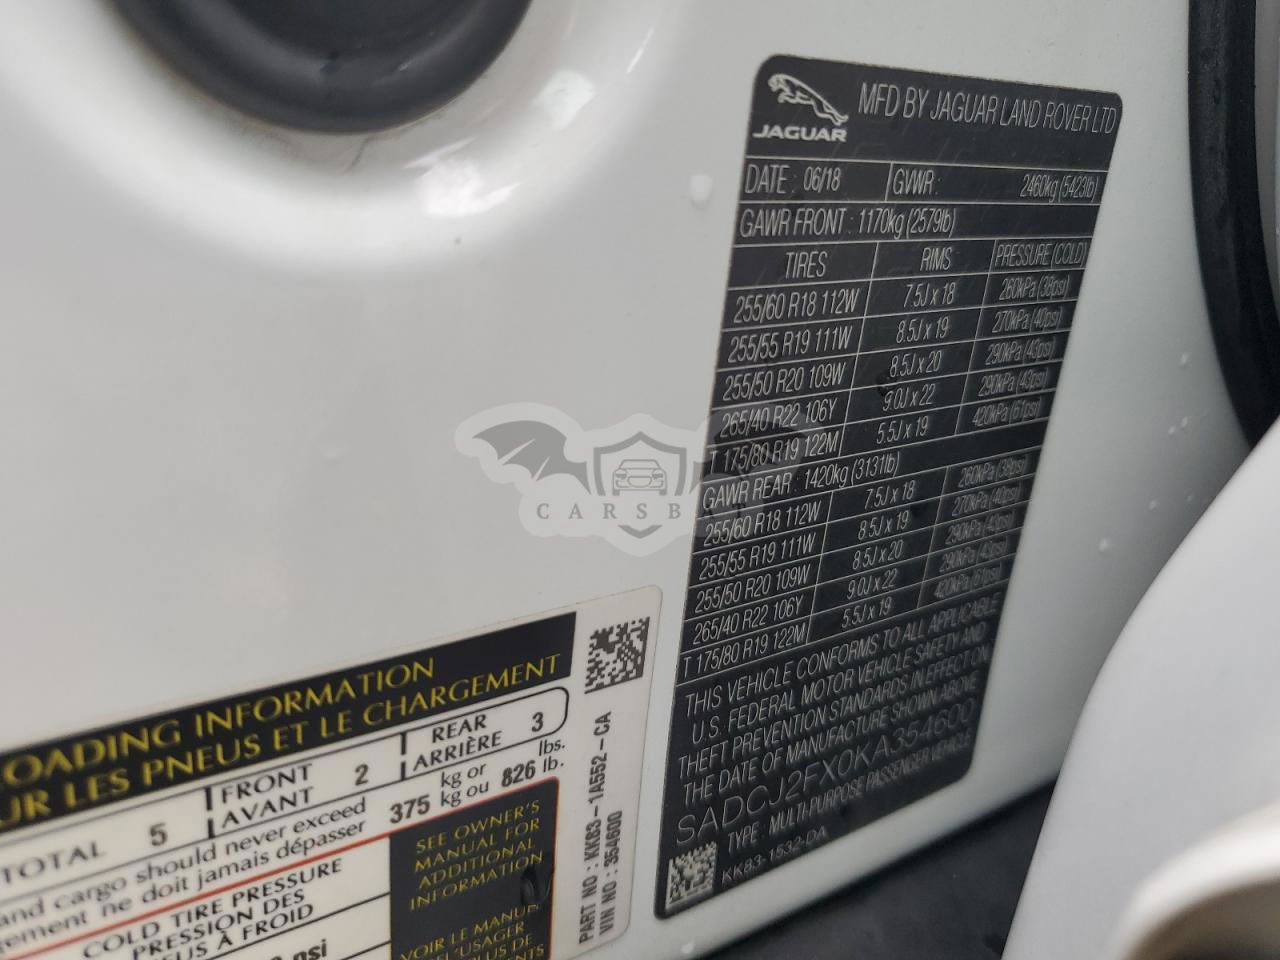 JAGUAR
MFD BY JAGUAR LAND ROVER LTD
DATE : 06/18 GVWR : 2460kg (5423lb)
GAWR FRONT : 1170kg (2579lb)
TIRES RIMS PRESSURE (COLD)
255/60 R18 112W 7.5J x 18 260kPa (38psi)
255/55 R19 111W 8.5J x 19 270kPa (40psi)
255/50 R20 109W 8.5J x 20 290kPa (43psi)
265/40 R22 106Y 9.0J x 22 290kPa (43psi)
T 175/80 R19 122M 5.5J x 19 420kPa (61psi)
GAWR REAR : 1420kg (3131lb)
255/60 R18 112W 7.5J x 18 260kPa (38psi)
255/55 R19 111W 8.5J x 19 270kPa (40psi)
255/50 R20 109W 8.5J x 20 290kPa (43psi)
265/40 R22 106Y 9.0J x 22 290kPa (43psi)
T 175/80 R19 122M 5.5J x 19 420kPa (61psi)
THIS VEHICLE CONFORMS TO ALL APPLICABLE
U.S. FEDERAL MOTOR VEHICLE SAFETY AND
THEFT PREVENTION STANDARDS IN EFFECT ON
THE DATE OF MANUFACTURE SHOWN ABOVE
SADCJ2FX0KA354600
TYPE : MULTI-PURPOSE PASSENGER VEHICLE
KK83-1532-DA
CARSB
OADING INFORMATION
UR LES PNEUS ET LE CHARGEMENT
TOTAL 5 FRONT AVANT 2 REAR ARRIÈRE 3
and cargo should never exceed 375 kg or 826 lbs.
gement ne doit jamais dépasser kg ou lb.
COLD TIRE PRESSURE
PRESSION DES
EUS À FROID
psi
SEE OWNER'S
MANUAL FOR
ADDITIONAL
INFORMATION
VOIR LE MANUEL
D'USAGER
PLUS DE
PART NO : KK83-1A552-CA
VIN NO : 354600